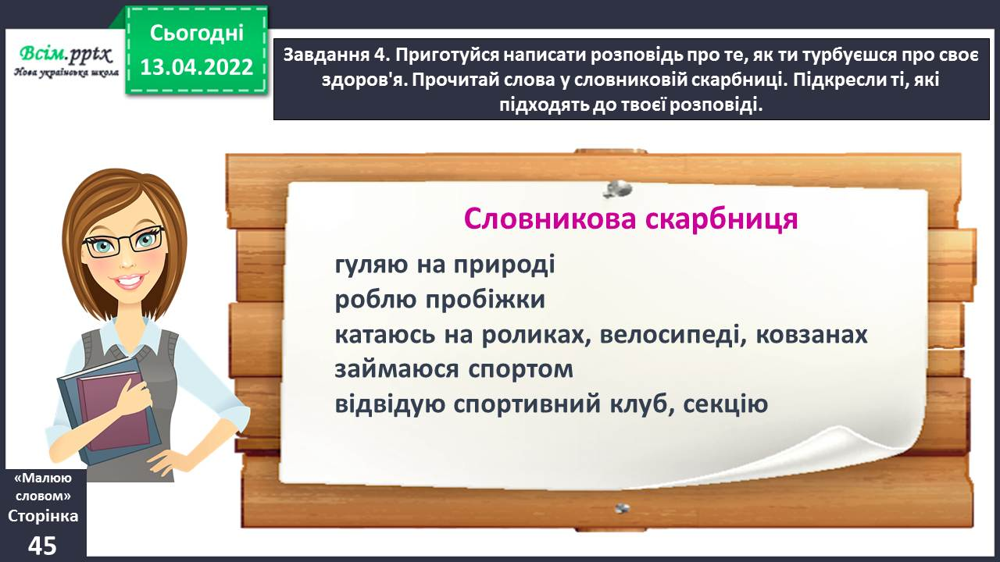 Всім.pptx
Нова українська школа
Сьогодні
13.04.2022
Завдання 4. Приготуйся написати розповідь про те, як ти турбуєшся про своє
здоров'я. Прочитай слова у словниковій скарбниці. Підкресли ті, які
підходять до твоєї розповіді.
Словникова скарбниця
гуляю на природі
роблю пробіжки
катаюсь на роликах, велосипеді, ковзанах
займаюся спортом
відвідую спортивний клуб, секцію
«Малюю
словом»
Сторінка
45